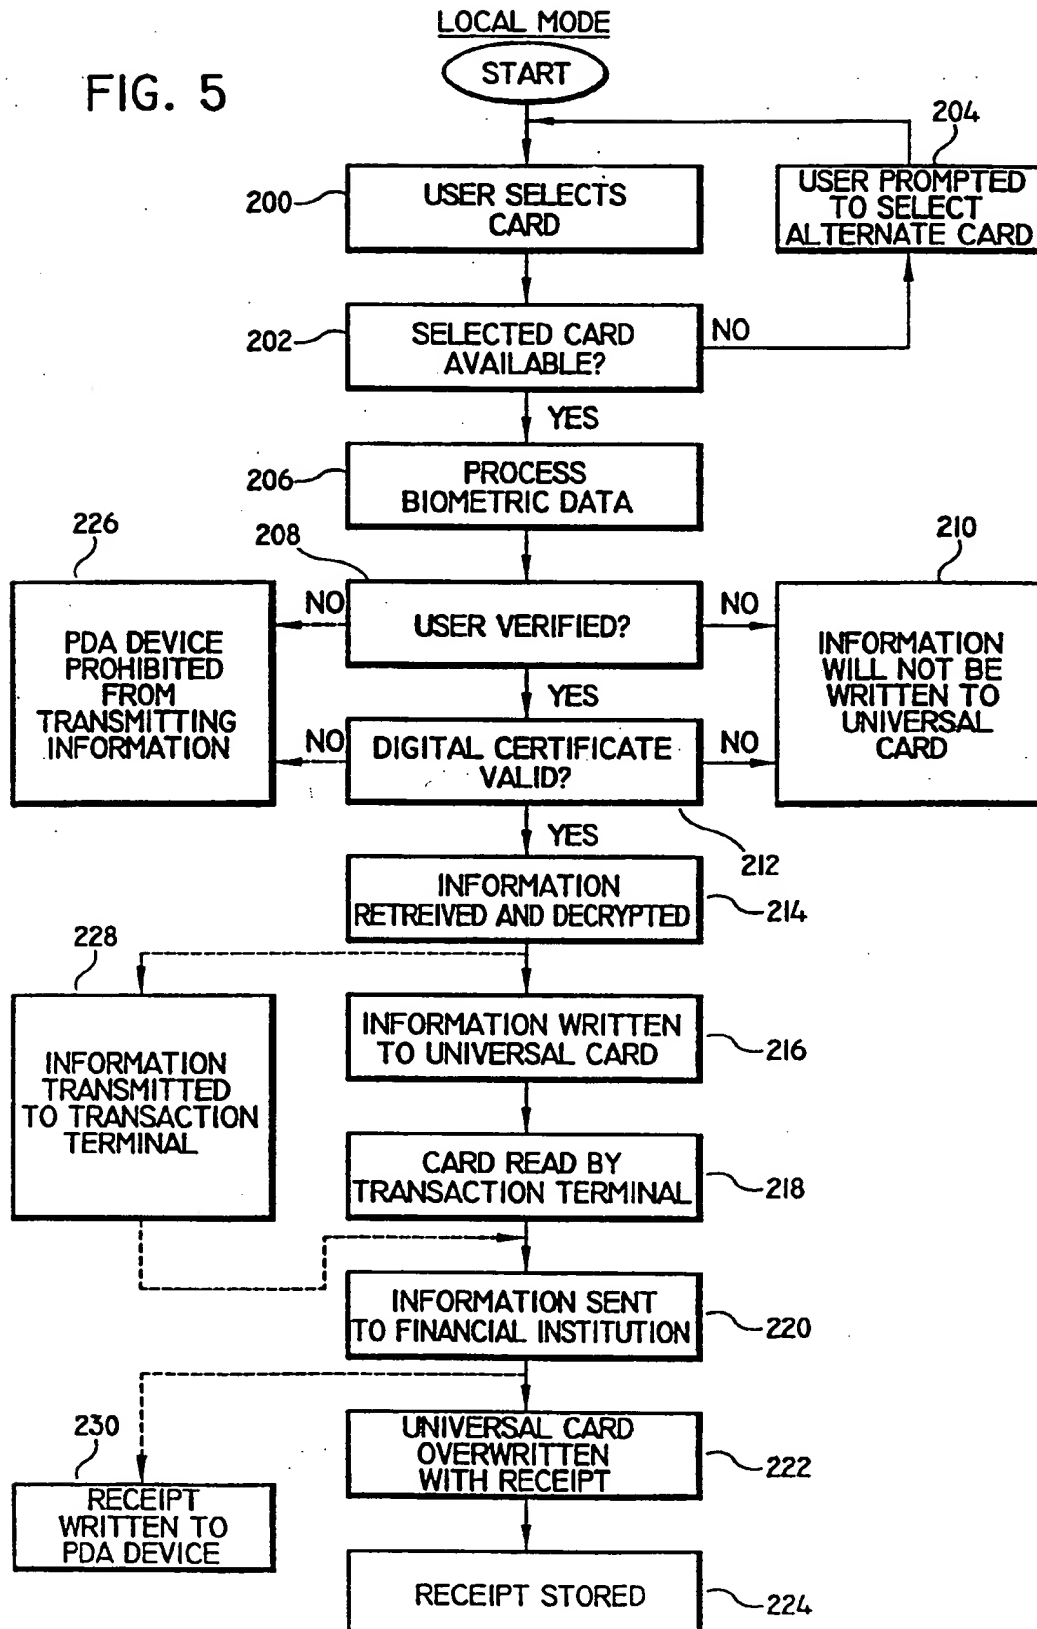 LOCAL MODE
START
FIG. 5
204
200
USER SELECTS
CARD
USER PROMPTED
TO SELECT
ALTERNATE CARD
202
SELECTED CARD
AVAILABLE?
NO
YES
206
PROCESS
BIOMETRIC DATA
226
208
210
PDA DEVICE
PROHIBITED
FROM
TRANSMITTING
INFORMATION
NO
USER VERIFIED?
NO
INFORMATION
WILL NOT BE
WRITTEN TO
UNIVERSAL
CARD
YES
NO
DIGITAL CERTIFICATE
VALID?
NO
YES
212
INFORMATION
RETREIVED AND DECRYPTED
214
228
INFORMATION
TRANSMITTED
TO TRANSACTION
TERMINAL
INFORMATION WRITTEN
TO UNIVERSAL CARD
216
CARD READ BY
TRANSACTION TERMINAL
218
INFORMATION SENT
TO FINANCIAL INSTITUTION
220
230
UNIVERSAL CARD
OVERWRITTEN
WITH RECEIPT
222
RECEIPT
WRITTEN TO
PDA DEVICE
RECEIPT STORED
224